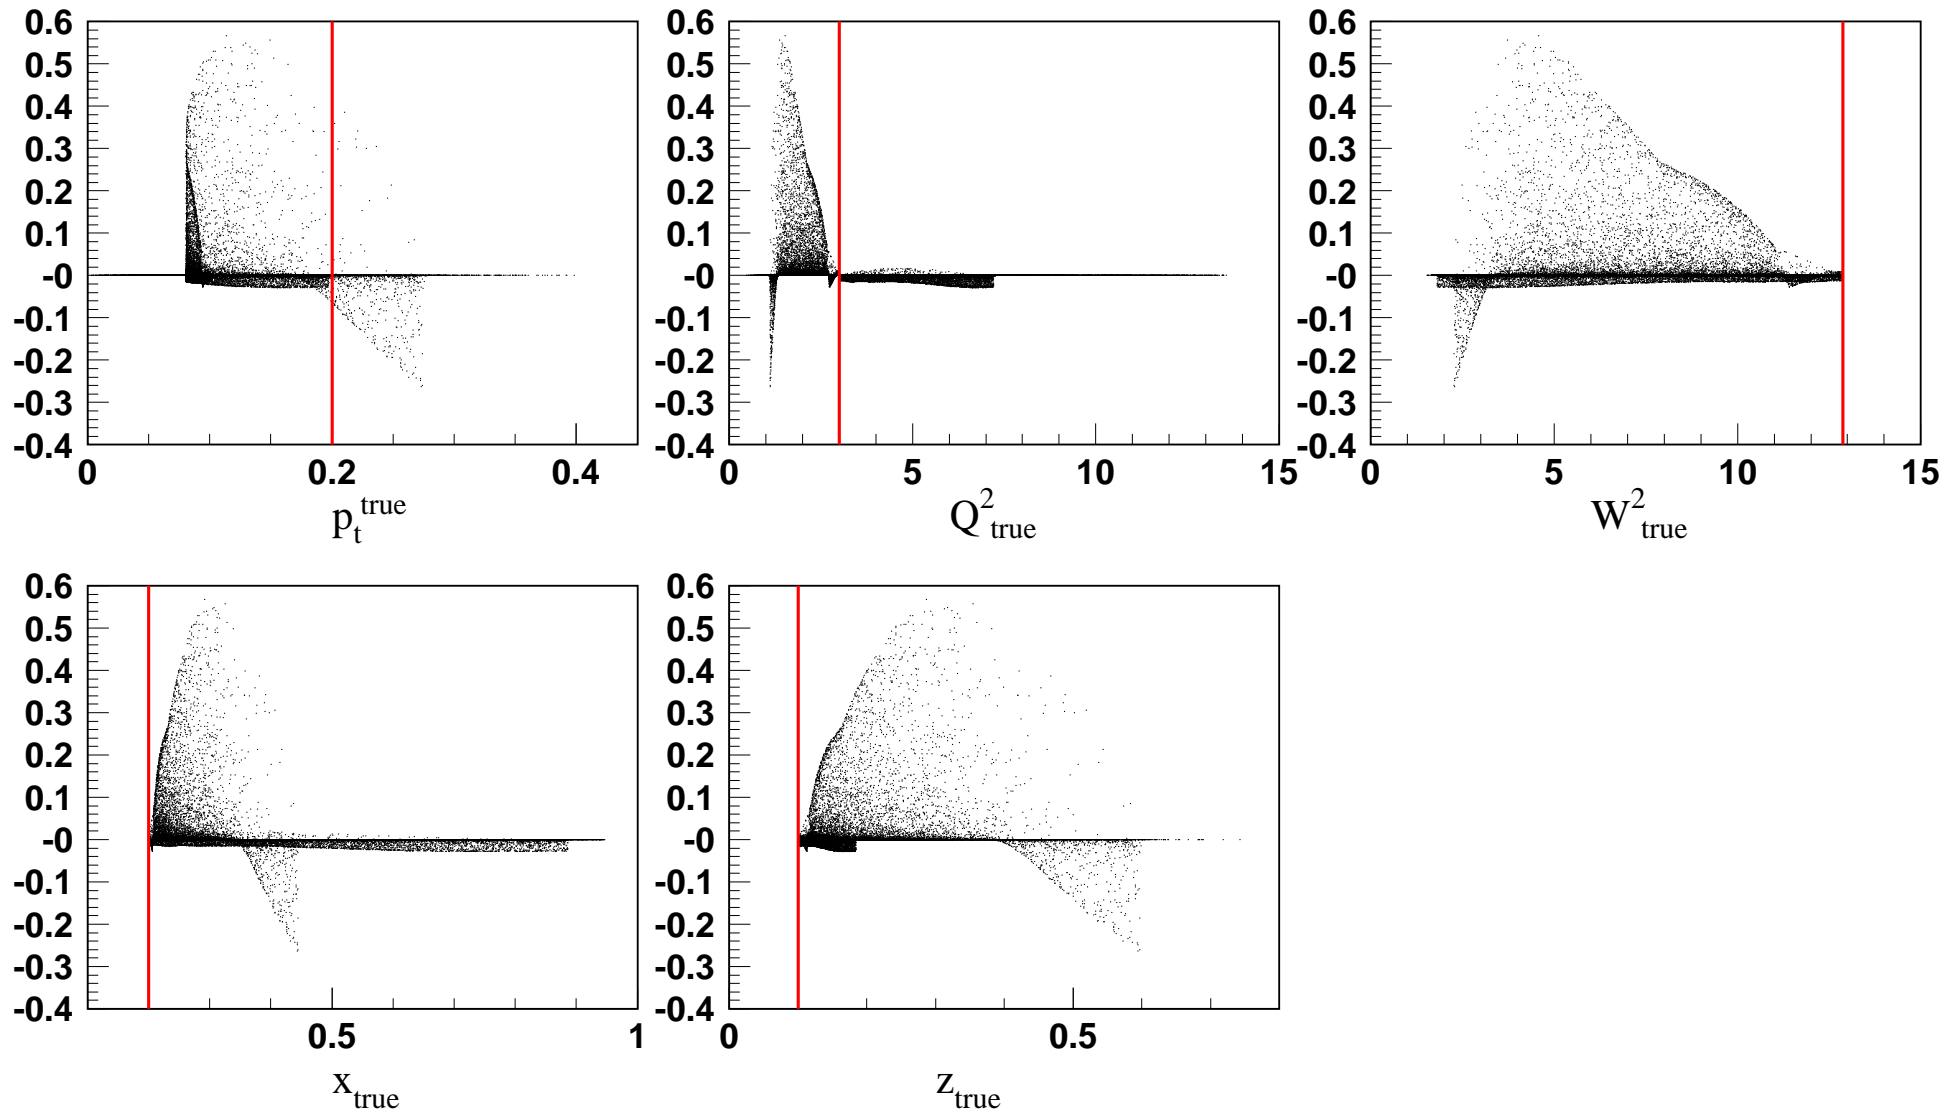 0.6 0.6 0.6
0.5 0.5 0.5
0.4 0.4 0.4
0.3 0.3 0.3
0.2 0.2 0.2
0.1 0.1 0.1
-0 -0 -0
-0.1 -0.1 -0.1
-0.2 -0.2 -0.2
-0.3 -0.3 -0.3
-0.4 -0.4 -0.4
0 0.2 0.4 0 5 10 15 0 5 10 15
p_t^true Q^2_true W^2_true
0.6 0.6
0.5 0.5
0.4 0.4
0.3 0.3
0.2 0.2
0.1 0.1
-0 -0
-0.1 -0.1
-0.2 -0.2
-0.3 -0.3
-0.4 -0.4
0.5 1 0 0.5
x_true z_true